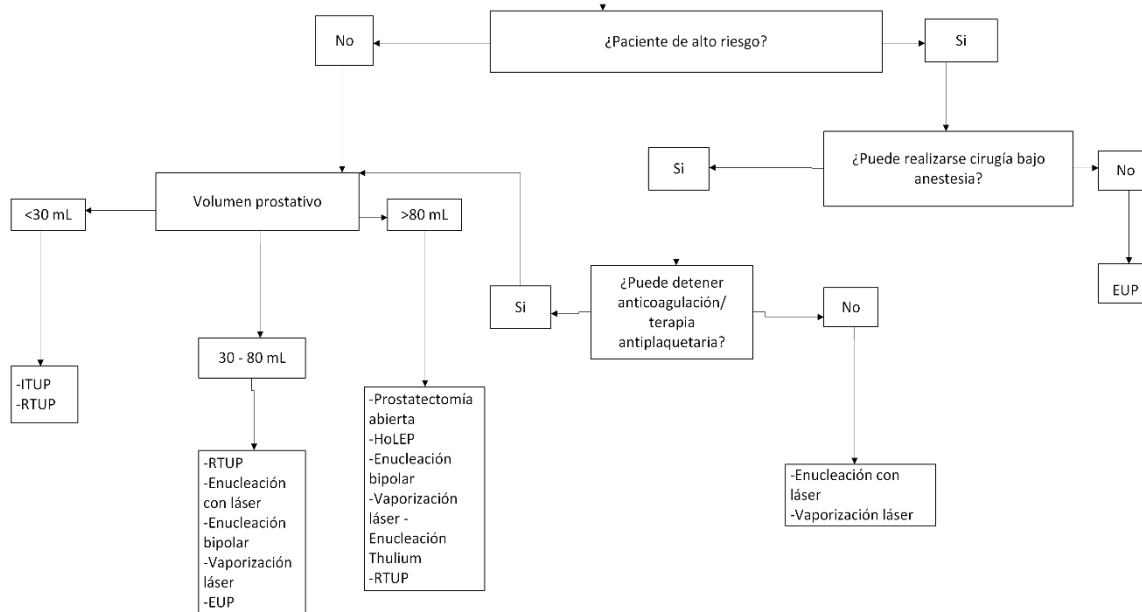 ¿Paciente de alto riesgo?
No
Si
¿Puede realizarse cirugía bajo
anestesia?
Si
No
Volumen prostativo
<30 mL
>80 mL
EUP
¿Puede detener
anticoagulación/
terapia
antiplaquetaria?
Si
No
30 - 80 mL
-ITUP
-RTUP
-Prostatectomía
abierta
-HoLEP
-Enucleación
bipolar
-Vaporización
láser -
Enucleación
Thulium
-RTUP
-RTUP
-Enucleación
con láser
-Enucleación
bipolar
-Vaporización
láser
-EUP
-Enucleación con
láser
-Vaporización láser